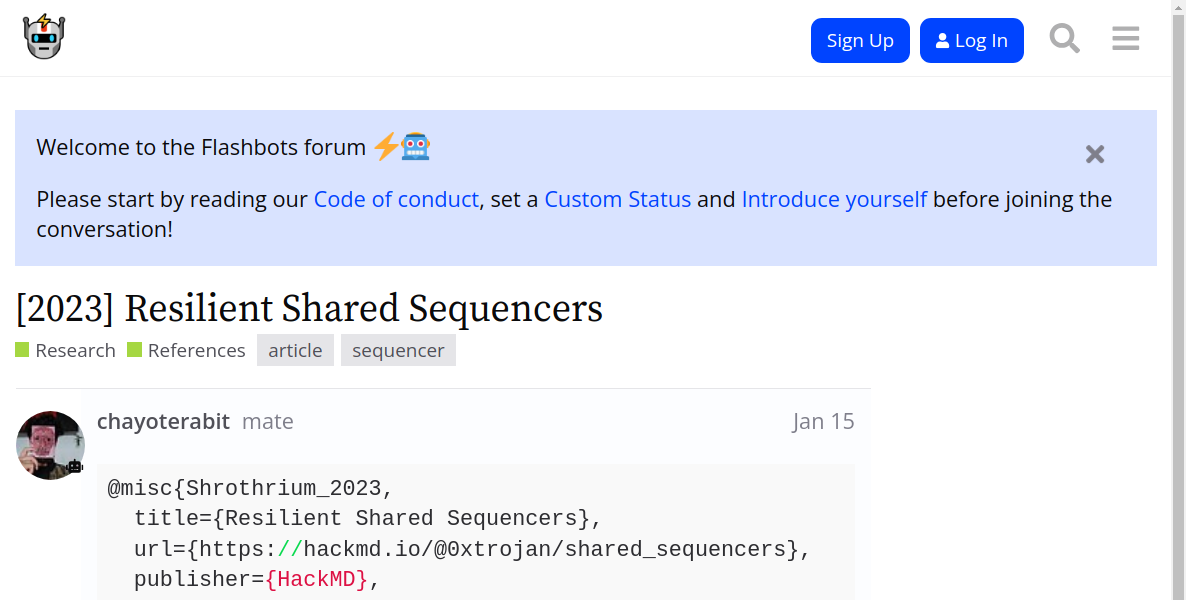 Sign Up
Log In
Welcome to the Flashbots forum
Please start by reading our Code of conduct, set a Custom Status and Introduce yourself before joining the
conversation!
[2023] Resilient Shared Sequencers
Research References article sequencer
chayoterabit mate Jan 15
@misc{Shrothrium_2023,
title={Resilient Shared Sequencers},
url={https://hackmd.io/@0xtrojan/shared_sequencers},
publisher={HackMD},